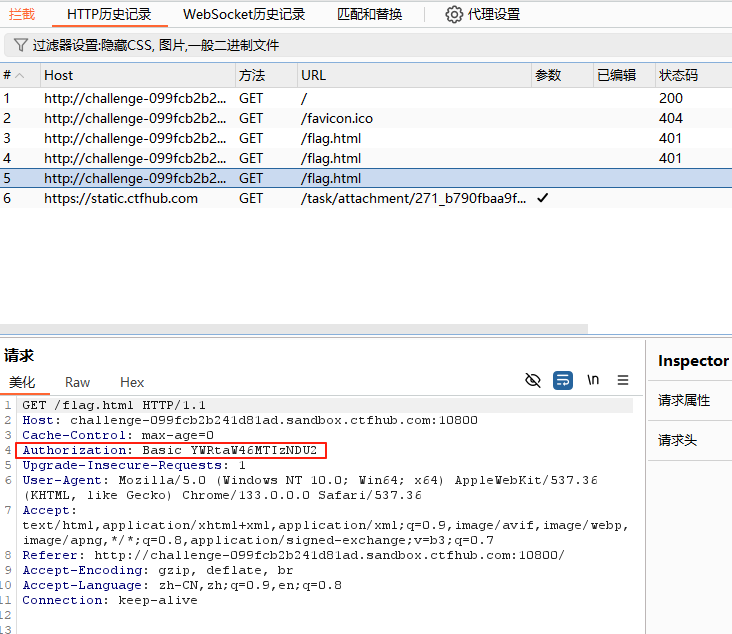 拦截 HTTP历史记录 WebSocket历史记录 匹配和替换 代理设置
过滤器设置:隐藏CSS, 图片,一般二进制文件
# Host 方法 URL 参数 已编辑 状态码
1 http://challenge-099fcb2b2... GET / 200
2 http://challenge-099fcb2b2... GET /favicon.ico 404
3 http://challenge-099fcb2b2... GET /flag.html 401
4 http://challenge-099fcb2b2... GET /flag.html 401
5 http://challenge-099fcb2b2... GET /flag.html
6 https://static.ctfhub.com GET /task/attachment/271_b790fbaa9f... ✓
请求
美化 Raw Hex \n
Inspector
请求属性
请求头
1 GET /flag.html HTTP/1.1
2 Host: challenge-099fcb2b241d81ad.sandbox.ctfhub.com:10800
3 Cache-Control: max-age=0
4 Authorization: Basic YWRtaW46MTIzNDU2
5 Upgrade-Insecure-Requests: 1
6 User-Agent: Mozilla/5.0 (Windows NT 10.0; Win64; x64) AppleWebKit/537.36
(KHTML, like Gecko) Chrome/133.0.0.0 Safari/537.36
7 Accept:
text/html,application/xhtml+xml,application/xml;q=0.9,image/avif,image/webp,
image/apng,*/*;q=0.8,application/signed-exchange;v=b3;q=0.7
8 Referer: http://challenge-099fcb2b241d81ad.sandbox.ctfhub.com:10800/
9 Accept-Encoding: gzip, deflate, br
10 Accept-Language: zh-CN,zh;q=0.9,en;q=0.8
11 Connection: keep-alive
12
13